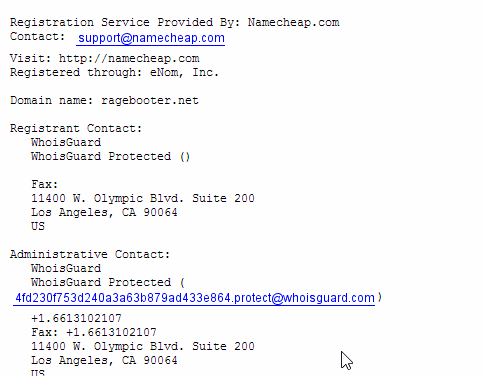 Registration Service Provided By: Namecheap.com
Contact: support@namecheap.com
Visit: http://namecheap.com
Registered through: eNom, Inc.
Domain name: ragebooter.net
Registrant Contact:
WhoisGuard
WhoisGuard Protected ()
Fax:
11400 W. Olympic Blvd. Suite 200
Los Angeles, CA 90064
US
Administrative Contact:
WhoisGuard
WhoisGuard Protected (
4fd230f753d240a3a63b879ad433e864.protect@whoisguard.com)
+1.6613102107
Fax: +1.6613102107
11400 W. Olympic Blvd. Suite 200
Los Angeles, CA 90064
US